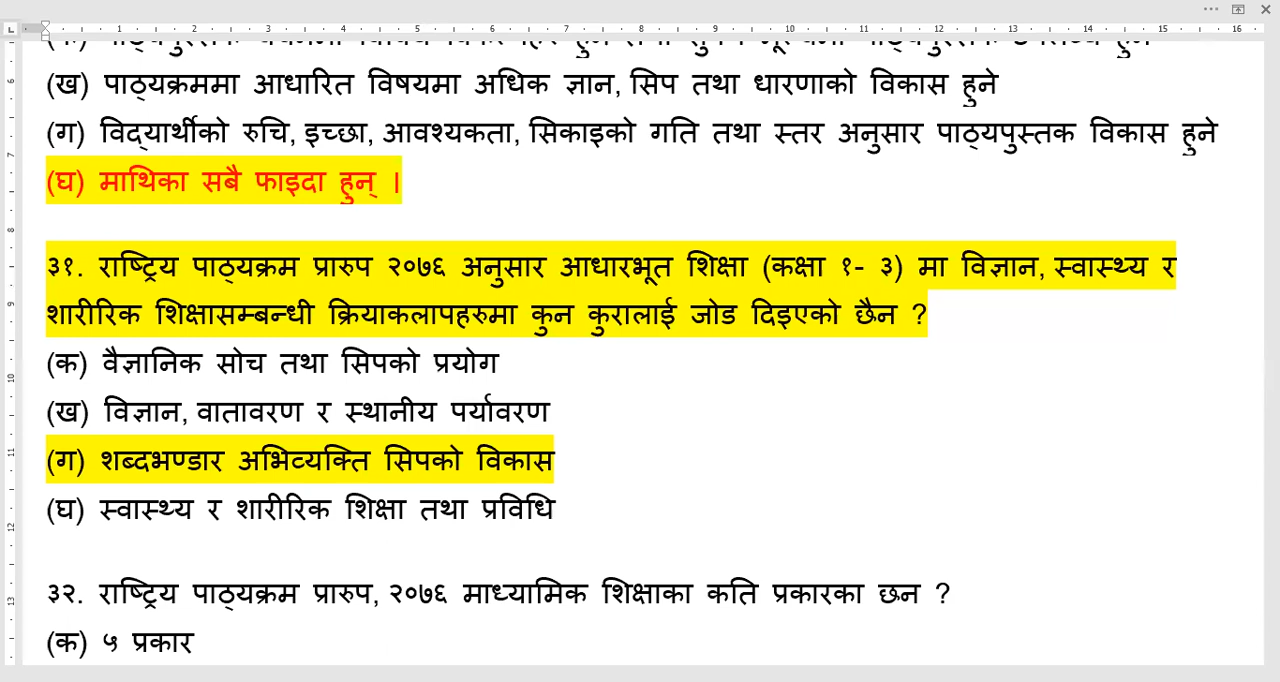 (ख) पाठ्यक्रममा आधारित विषयमा अधिक ज्ञान, सिप तथा धारणाको विकास हुने
(ग) विद्यार्थीको रुचि, इच्छा, आवश्यकता, सिकाइको गति तथा स्तर अनुसार पाठ्यपुस्तक विकास हुने
(घ) माथिका सबै फाइदा हुन् ।
३१. राष्ट्रिय पाठ्यक्रम प्रारुप २०७६ अनुसार आधारभूत शिक्षा (कक्षा १- ३) मा विज्ञान, स्वास्थ्य र
शारीरिक शिक्षासम्बन्धी क्रियाकलापहरुमा कुन कुरालाई जोड दिइएको छैन ?
(क) वैज्ञानिक सोच तथा सिपको प्रयोग
(ख) विज्ञान, वातावरण र स्थानीय पर्यावरण
(ग) शब्दभण्डार अभिव्यक्ति सिपको विकास
(घ) स्वास्थ्य र शारीरिक शिक्षा तथा प्रविधि
३२. राष्ट्रिय पाठ्यक्रम प्रारुप, २०७६ माध्यामिक शिक्षाका कति प्रकारका छन ?
(क) ५ प्रकार